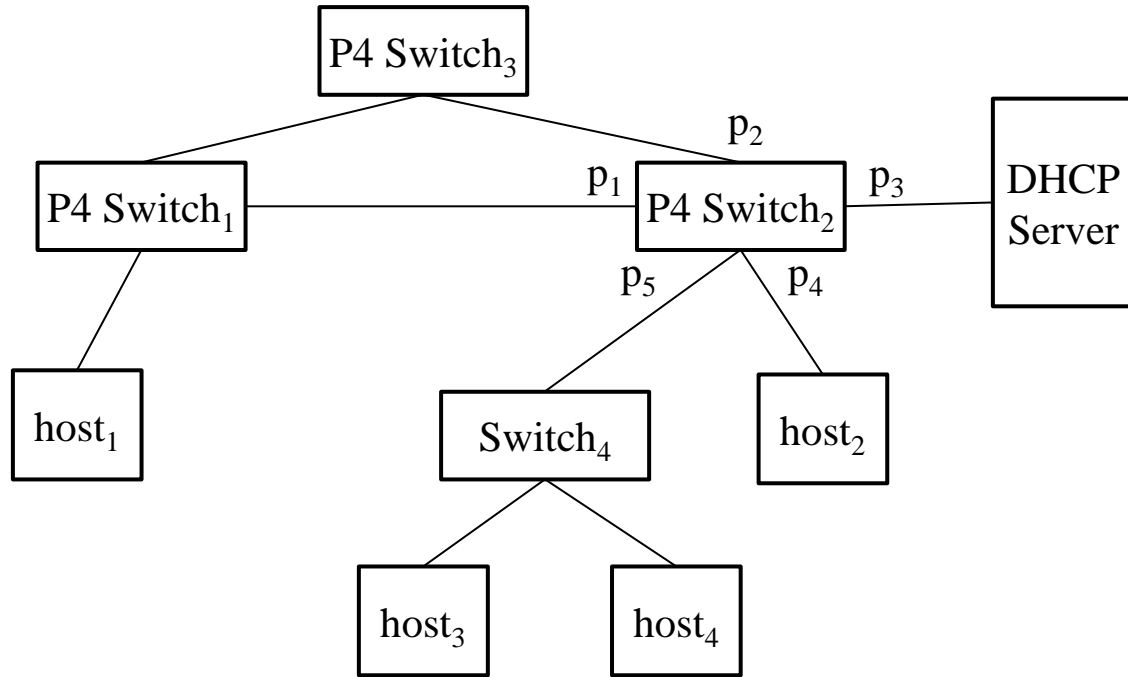 P4 Switch₃
p₂
P4 Switch₁
p₁
P4 Switch₂
p₃
DHCP
Server
p₅
p₄
host₁
Switch₄
host₂
host₃
host₄